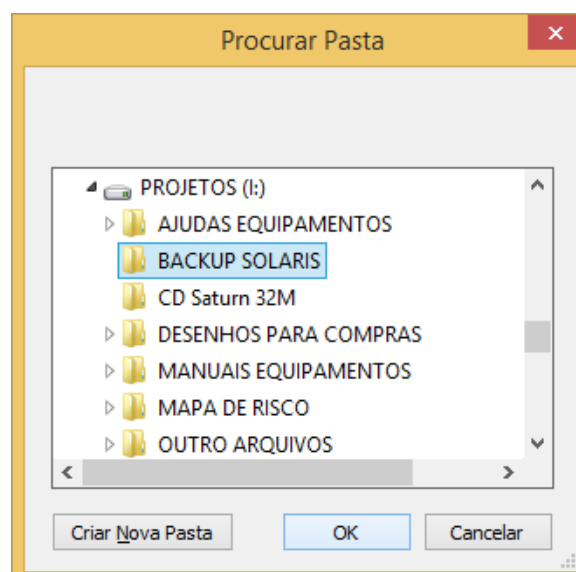 Procurar Pasta
PROJETOS (I:)
AJUDAS EQUIPAMENTOS
BACKUP SOLARIS
CD Saturn 32M
DESENHOS PARA COMPRAS
MANUAIS EQUIPAMENTOS
MAPA DE RISCO
OUTRO ARQUIVOS
Criar Nova Pasta OK Cancelar